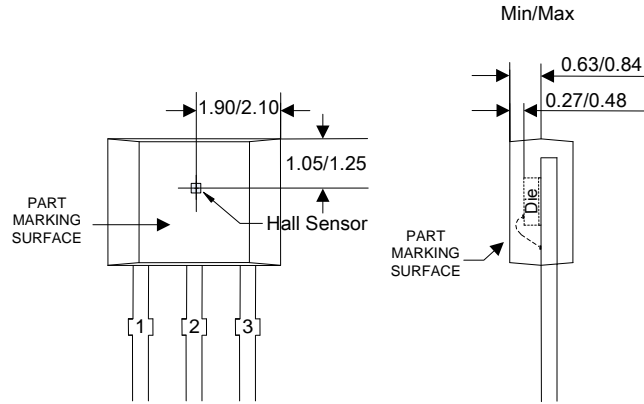 Min/Max
0.63/0.84
0.27/0.48
1.90/2.10
1.05/1.25
PART
MARKING
SURFACE
Hall Sensor
Die
PART
MARKING
SURFACE
1 2 3